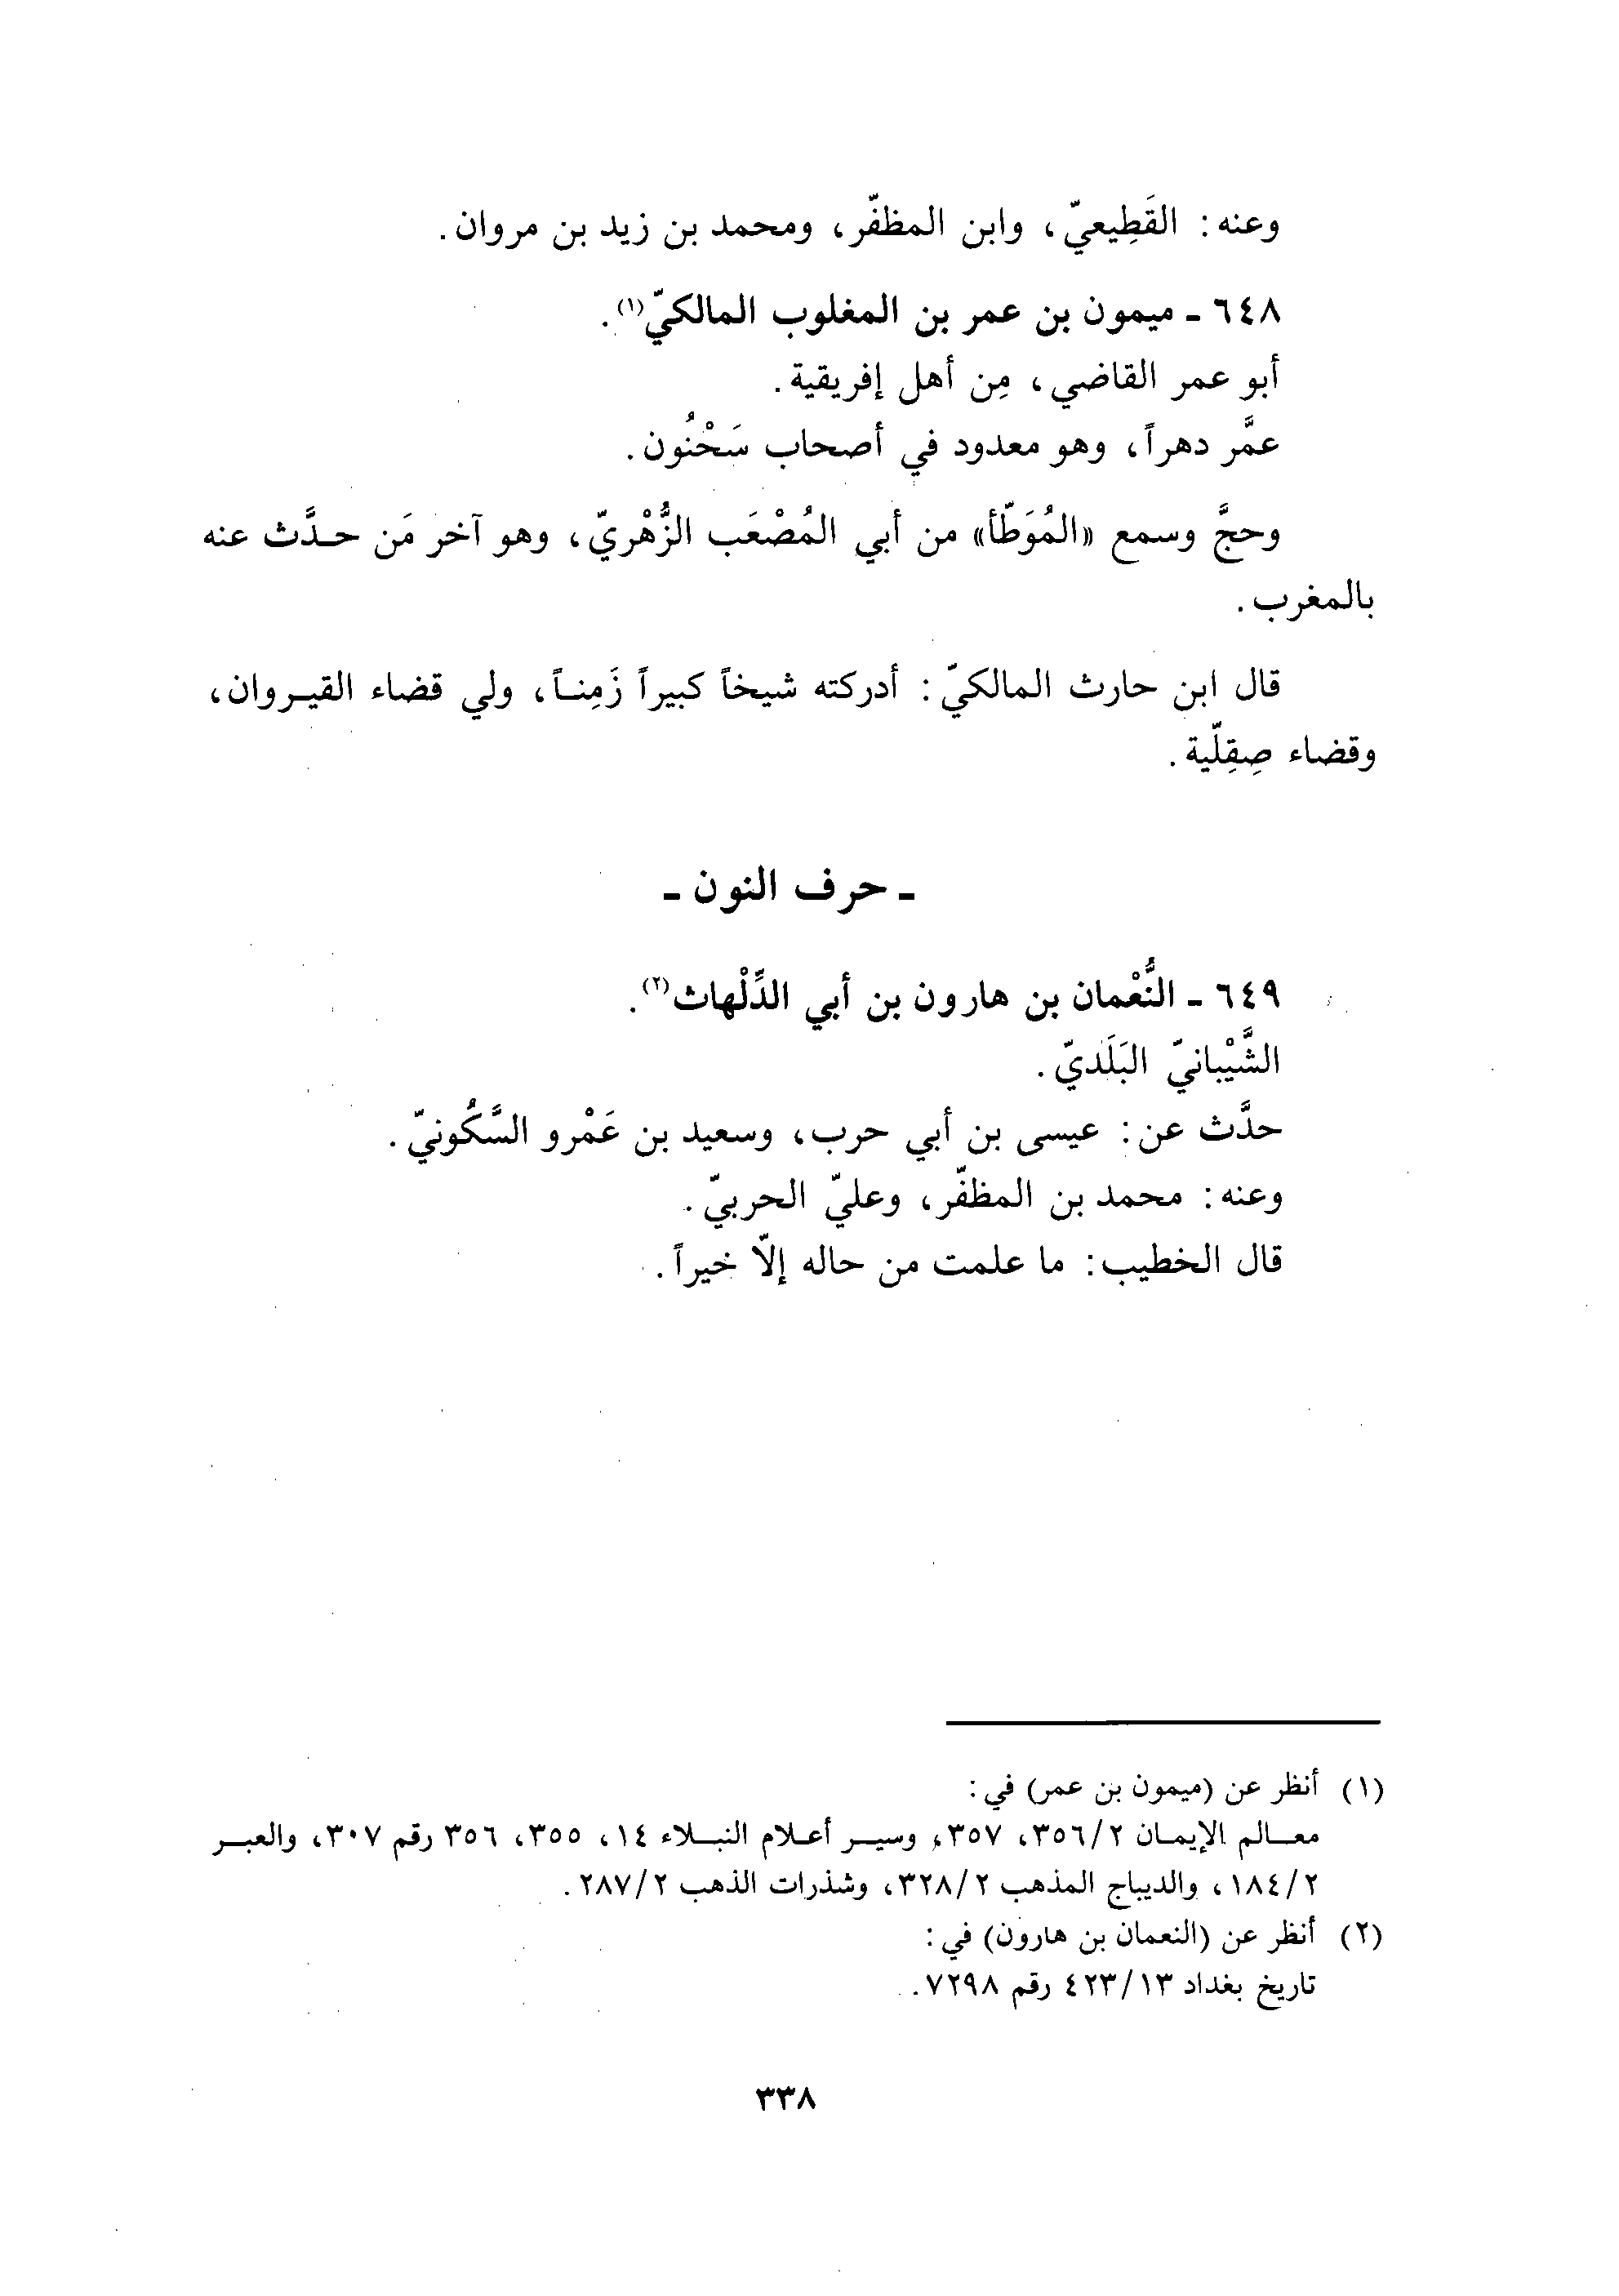 وعنه: القَطِيعيّ، وابن المظفّر، ومحمد بن زيد بن مروان.
٦٤٨ - ميمون بن عمر بن المغلوب المالكيّ(١).
أبو عمر القاضي، مِن أهل إفريقية.
عمَّر دهراً، وهو معدود في أصحاب سَحْنُون.
وحجَّ وسمع «المُوَطّأ» من أبي المُصْعَب الزُّهْريّ، وهو آخر مَن حدَّث عنه
بالمغرب.
قال ابن حارث المالكيّ: أدركته شيخاً كبيراً زَمِناً، ولي قضاء القيروان،
وقضاء صِقِلّية.
- حرف النون -
٦٤٩ - النُّعْمان بن هارون بن أبي الدِّلْهاث(٢).
الشَّيْبانيّ البَلَديّ.
حدَّث عن: عيسى بن أبي حرب، وسعيد بن عَمْرو السَّكُونيّ.
وعنه: محمد بن المظفّر، وعليّ الحربيّ.
قال الخطيب: ما علمت من حاله إلّا خيراً.
(١) أنظر عن (ميمون بن عمر) في:
معالم الإيمان ٣٥٦/٢، ٣٥٧، وسير أعلام النبلاء ١٤، ٣٥٥، ٣٥٦ رقم ٣٠٧، والعبر
١٨٤/٢، والديباج المذهب ٣٢٨/٢، وشذرات الذهب ٢٨٧/٢.
(٢) أنظر عن (النعمان بن هارون) في:
تاريخ بغداد ٤٢٣/١٣ رقم ٧٢٩٨.
٣٣٨